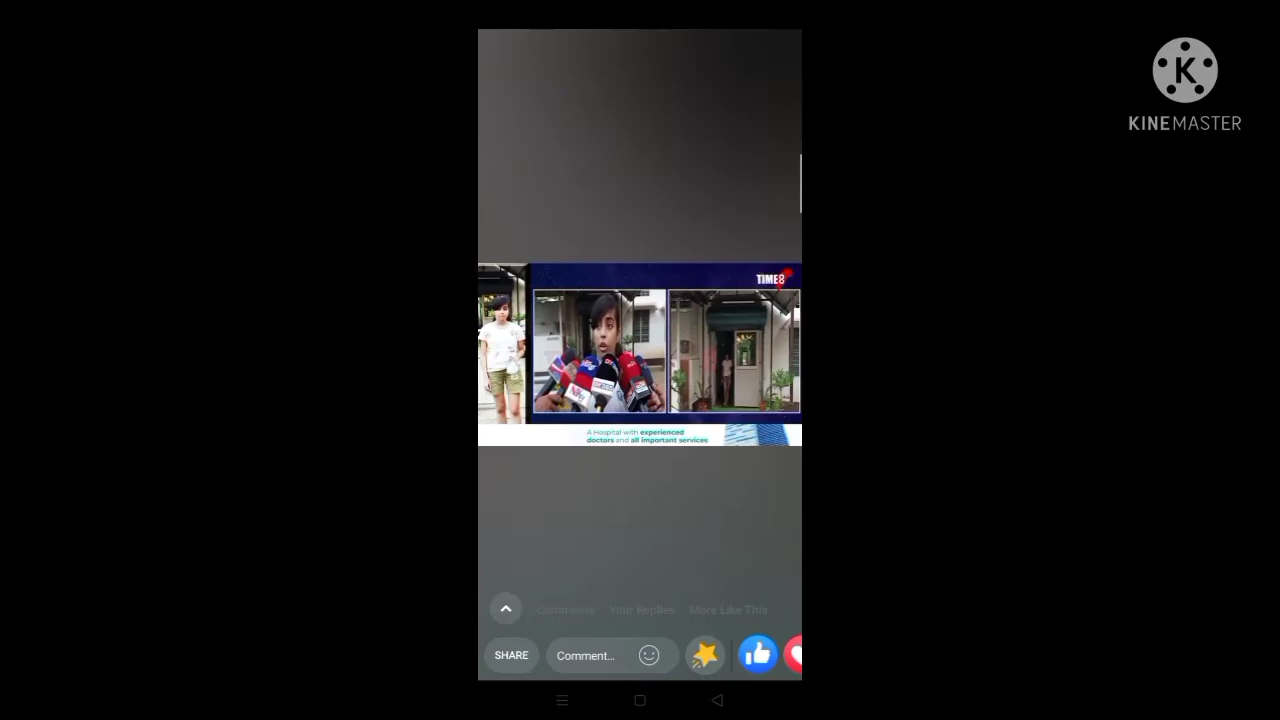 K
KINEMASTER
TIME8
A Hospital with experienced
doctors and all important services
Comments Your Replies More Like This
SHARE
Comment...